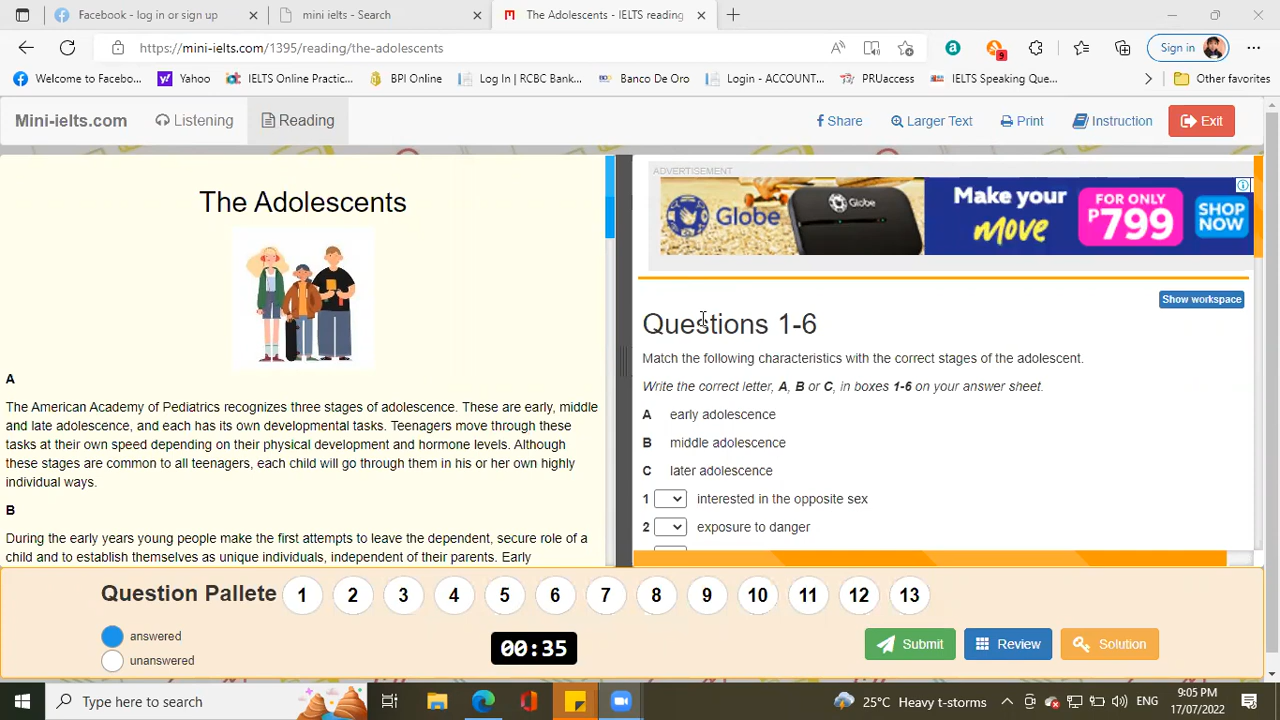 Facebook - log in or sign up
mini ielts - Search
The Adolescents - IELTS reading
https://mini-ielts.com/1395/reading/the-adolescents
9
Sign in
Welcome to Facebo...
Yahoo
IELTS Online Practic...
BPI Online
Log In | RCBC Bank...
Banco De Oro
Login - ACCOUNT...
PRUaccess
IELTS Speaking Que...
Other favorites
Mini-ielts.com
Listening
Reading
Share
Larger Text
Print
Instruction
Exit
The Adolescents
A
The American Academy of Pediatrics recognizes three stages of adolescence. These are early, middle
and late adolescence, and each has its own developmental tasks. Teenagers move through these
tasks at their own speed depending on their physical development and hormone levels. Although
these stages are common to all teenagers, each child will go through them in his or her own highly
individual ways.
B
During the early years young people make the first attempts to leave the dependent, secure role of a
child and to establish themselves as unique individuals, independent of their parents. Early
ADVERTISEMENT
Globe
Globe
Make your
move
FOR ONLY
P799
SHOP
NOW
Show workspace
Questions 1-6
Match the following characteristics with the correct stages of the adolescent.
Write the correct letter, A, B or C, in boxes 1-6 on your answer sheet.
A early adolescence
B middle adolescence
C later adolescence
1 interested in the opposite sex
2 exposure to danger
Question Pallete 1 2 3 4 5 6 7 8 9 10 11 12 13
answered
unanswered
00:35
Submit
Review
Solution
Type here to search
25°C Heavy t-storms
ENG
9:05 PM
17/07/2022